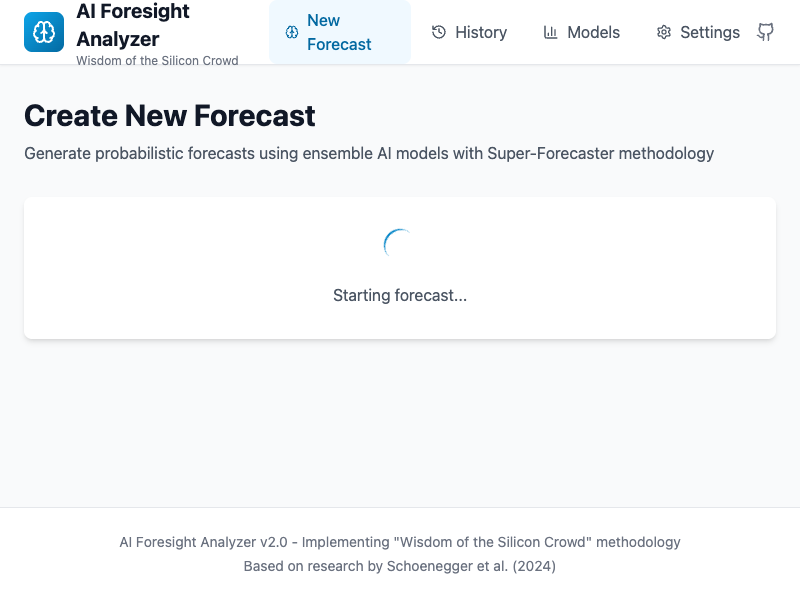 AI Foresight
Analyzer
Wisdom of the Silicon Crowd
New
Forecast
History
Models
Settings
Create New Forecast
Generate probabilistic forecasts using ensemble AI models with Super-Forecaster methodology
Starting forecast...
AI Foresight Analyzer v2.0 - Implementing "Wisdom of the Silicon Crowd" methodology
Based on research by Schoenegger et al. (2024)